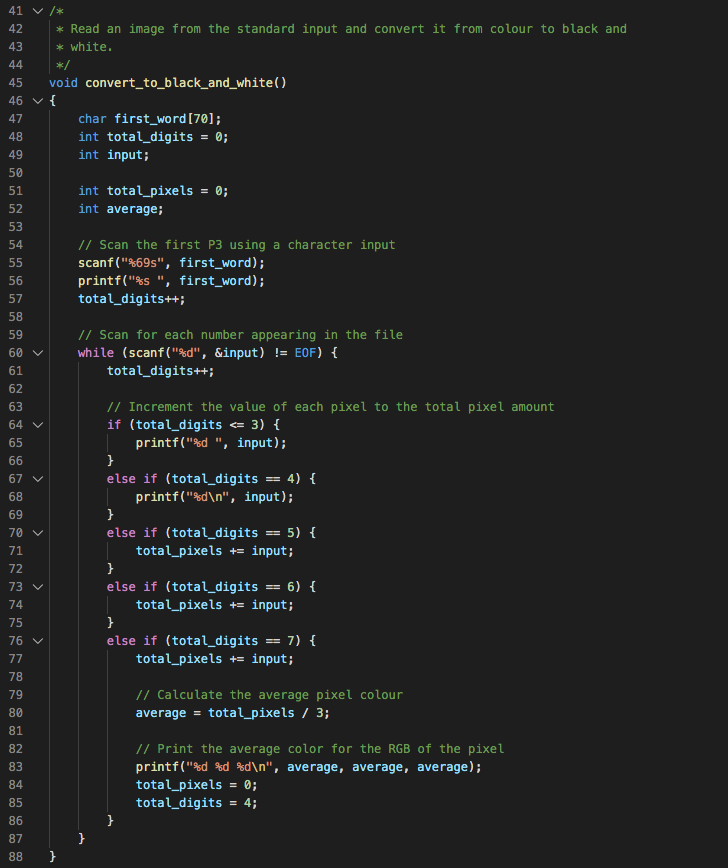 41 /*
42  * Read an image from the standard input and convert it from colour to black and
43  * white.
44  */
45 void convert_to_black_and_white()
46 {
47     char first_word[70];
48     int total_digits = 0;
49     int input;
50
51     int total_pixels = 0;
52     int average;
53
54     // Scan the first P3 using a character input
55     scanf("%69s", first_word);
56     printf("%s ", first_word);
57     total_digits++;
58
59     // Scan for each number appearing in the file
60     while (scanf("%d", &input) != EOF) {
61         total_digits++;
62
63         // Increment the value of each pixel to the total pixel amount
64         if (total_digits <= 3) {
65             printf("%d ", input);
66         }
67         else if (total_digits == 4) {
68             printf("%d\n", input);
69         }
70         else if (total_digits == 5) {
71             total_pixels += input;
72         }
73         else if (total_digits == 6) {
74             total_pixels += input;
75         }
76         else if (total_digits == 7) {
77             total_pixels += input;
78
79             // Calculate the average pixel colour
80             average = total_pixels / 3;
81
82             // Print the average color for the RGB of the pixel
83             printf("%d %d %d\n", average, average, average);
84             total_pixels = 0;
85             total_digits = 4;
86         }
87     }
88 }